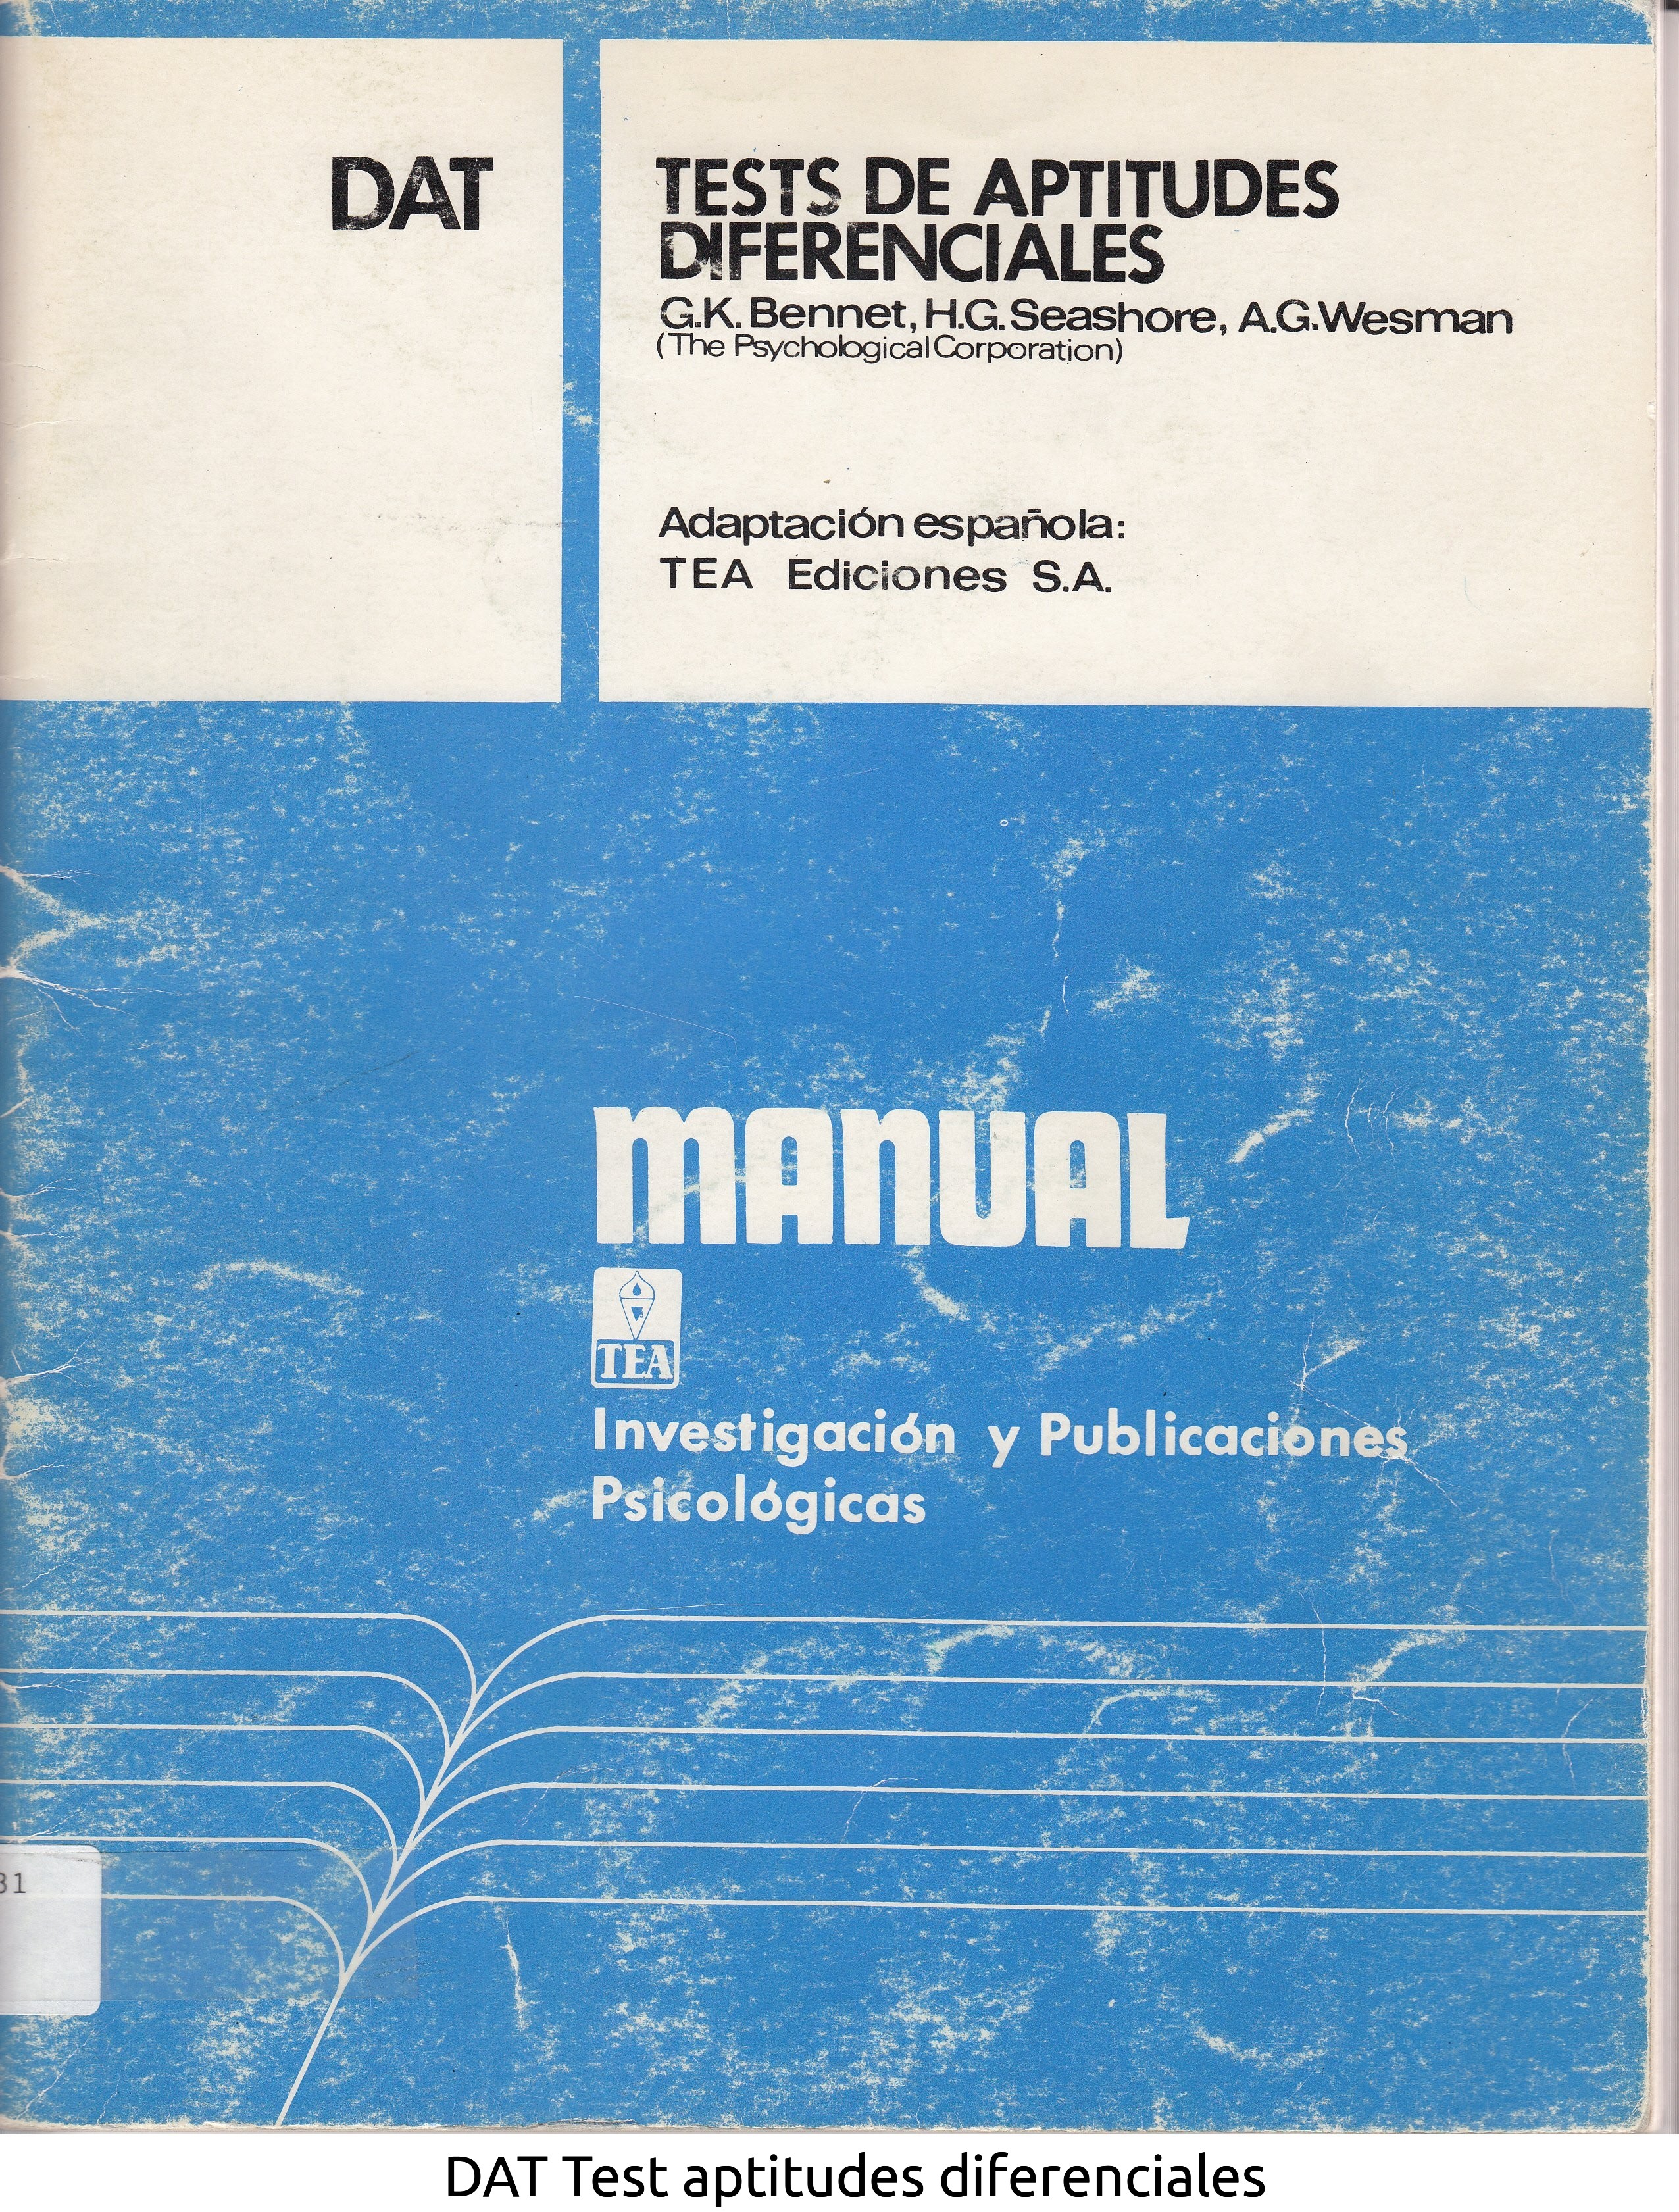 DAT
TESTS DE APTITUDES
DIFERENCIALES
G.K. Bennet, H.G. Seashore, A.G. Wesman
(The Psychological Corporation)
Adaptación española:
TEA Ediciones S.A.
MANUAL
TEA
Investigación y Publicaciones
Psicológicas
31
DAT Test aptitudes diferenciales